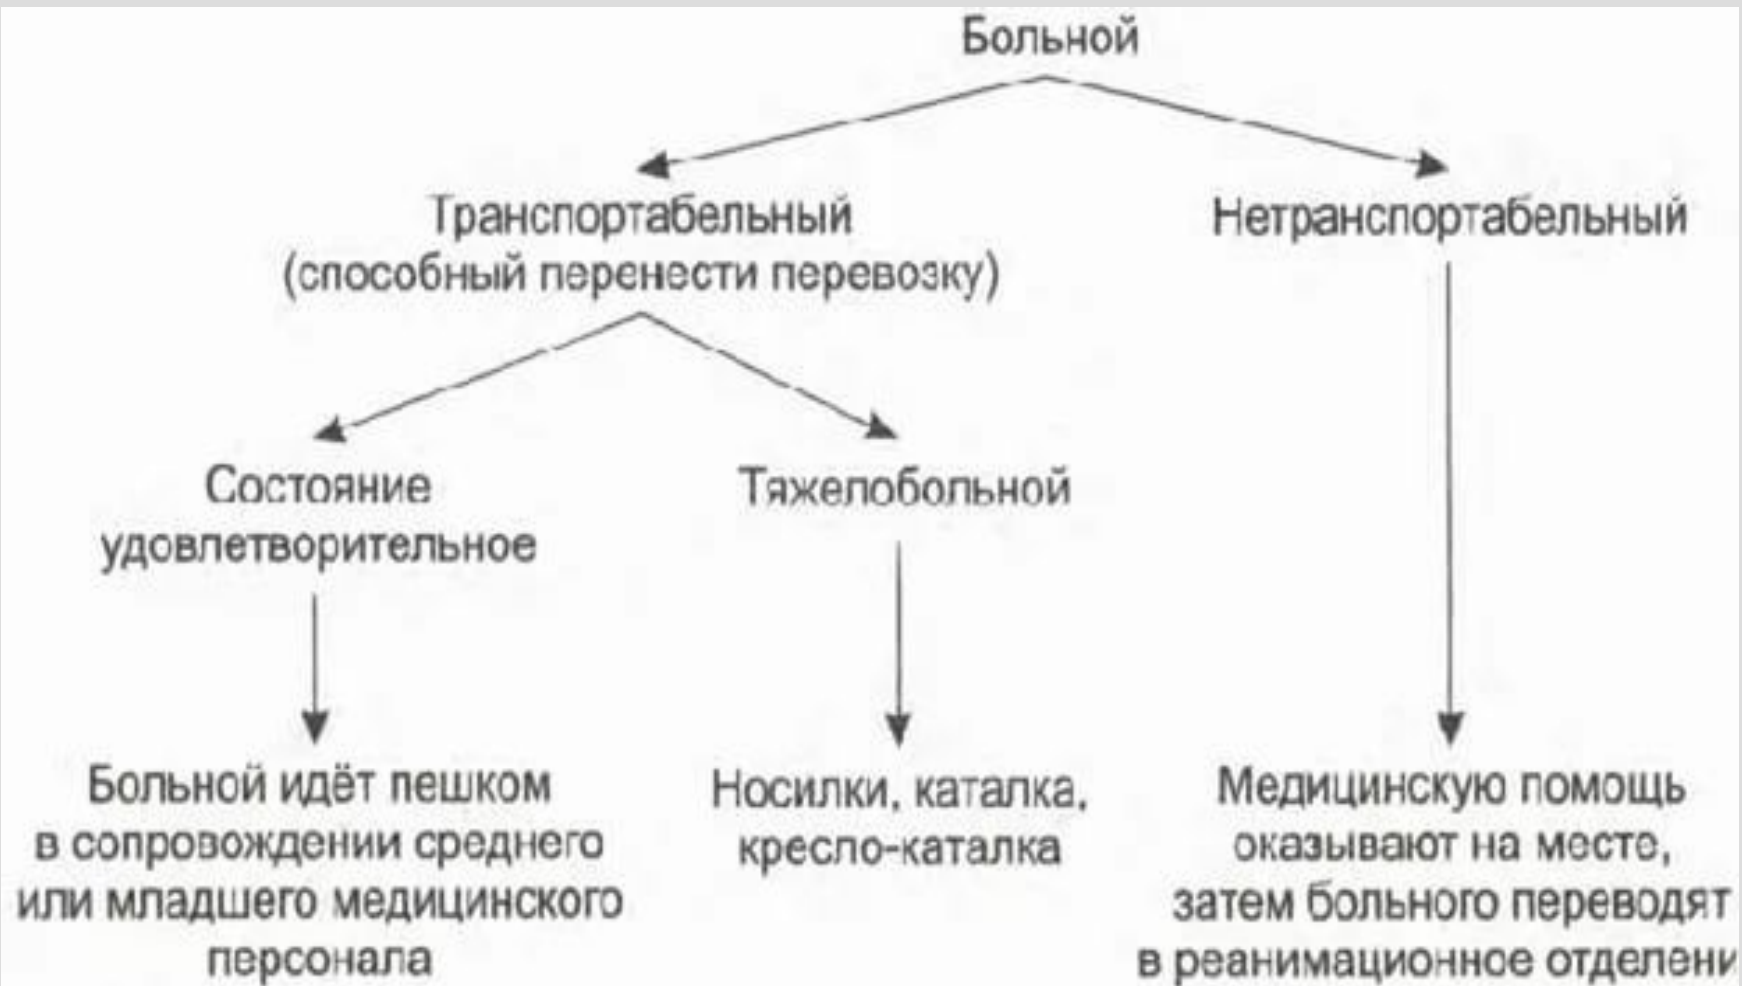 Больной
Транспортабельный
(способный перенести перевозку)
Нетранспортабельный
Состояние
удовлетворительное
Тяжелобольной
Больной идёт пешком
в сопровождении среднего
или младшего медицинского
персонала
Носилки, каталка,
кресло-каталка
Медицинскую помощь
оказывают на месте,
затем больного переводят
в реанимационное отделени